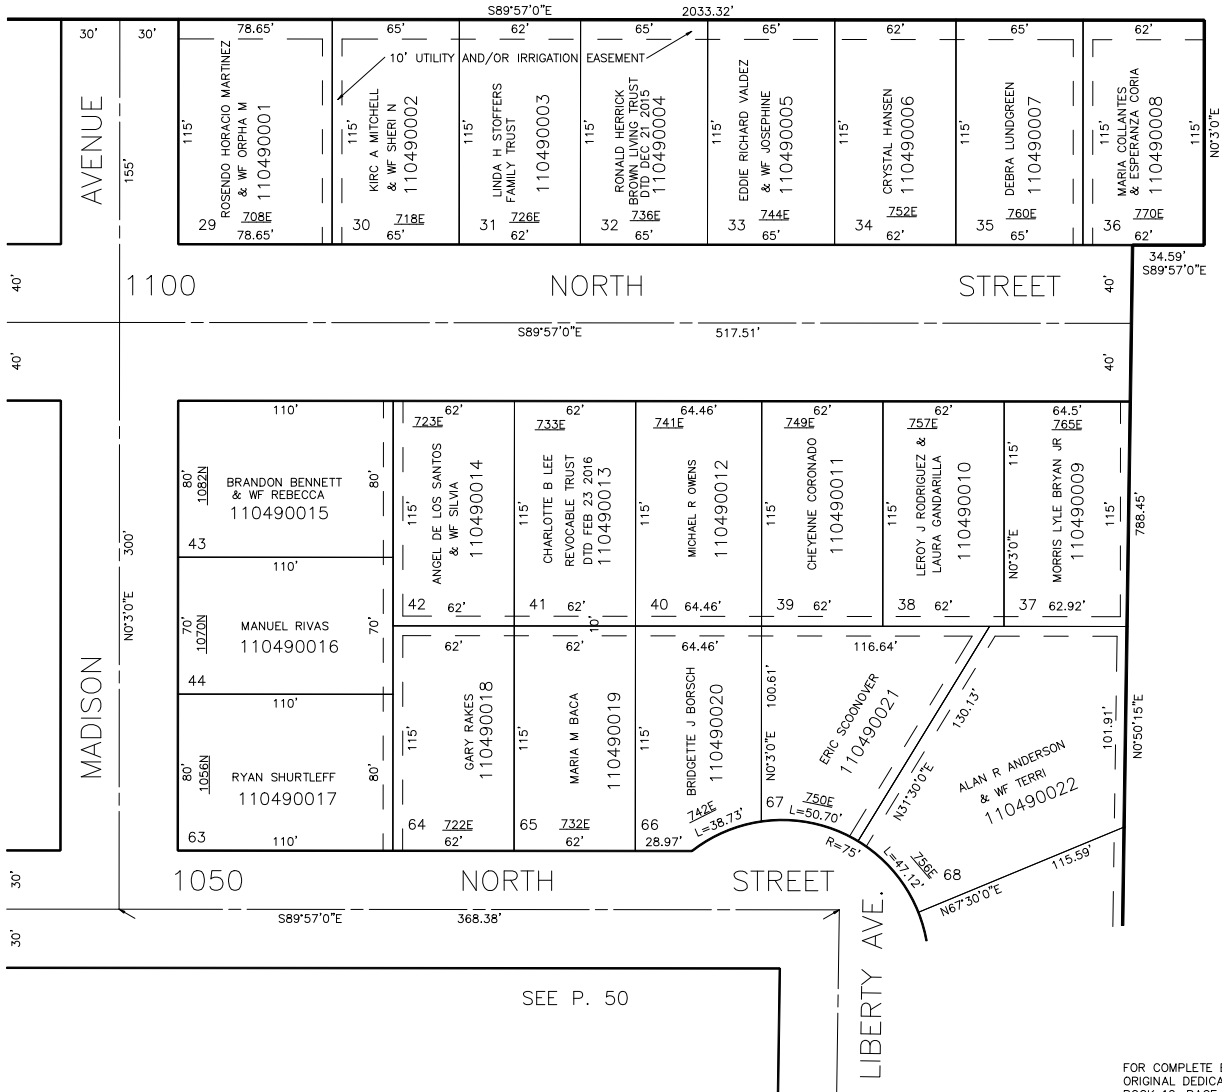 S89°57'0"E 2033.32'
30' 30' 78.65' 65' 62' 65' 65' 62' 65' 62'
10' UTILITY AND/OR IRRIGATION EASEMENT
AVENUE
155'
ROSENDO HORACIO MARTINEZ
& WF ORPHA M
110490001
115'
29 708E
78.65'
KIRC A MITCHELL
& WF SHERI N
110490002
115'
30 718E
65'
LINDA H STOFFERS
FAMILY TRUST
110490003
115'
31 726E
62'
RONALD HERRICK
BROWN LIVING TRUST
DTD DEC 21 2015
110490004
115'
32 736E
65'
EDDIE RICHARD VALDEZ
& WF JOSEPHINE
110490005
115'
33 744E
65'
CRYSTAL HANSEN
110490006
115'
34 752E
62'
DEBRA LUNDGREEN
110490007
115'
35 760E
65'
MARIA COLLANTES
& ESPERANZA CORIA
110490008
115'
115'
36 770E
62'
N0°3'0"E
34.59'
S89°57'0"E
40' 1100 NORTH STREET 40'
S89°57'0"E 517.51'
40' 40'
110'
80'
1082N
BRANDON BENNETT
& WF REBECCA
110490015
80'
43
110'
70'
1070N
MANUEL RIVAS
110490016
70'
44
110'
80'
1056N
RYAN SHURTLEFF
110490017
80'
63 110'
300'
N0°3'0"E
MADISON
62'
723E
ANGEL DE LOS SANTOS
& WF SILVIA
110490014
115'
42 62'
62'
733E
CHARLOTTE B LEE
REVOCABLE TRUST
DTD FEB 23 2016
110490013
115'
41 62'
10'
64.46'
741E
MICHAEL R OWENS
110490012
115'
40 64.46'
62'
749E
CHEYENNE CORONADO
110490011
115'
39 62'
62'
757E
LEROY J RODRIGUEZ &
LAURA GANDARILLA
110490010
115'
38 62'
64.5'
765E
115'
N0°3'0"E
MORRIS LYLE BRYAN JR
110490009
115'
37 62.92'
788.45'
62'
GARY RAKES
110490018
115'
64 722E
62'
62'
MARIA M BACA
110490019
115'
65 732E
62'
64.46'
BRIDGETTE J BORSCH
110490020
115'
66 742E
28.97' L=38.73'
116.64'
100.61'
N0°3'0"E
ERIC SCOONOVER
110490021
67 750E
L=50.70'
R=75'
130.13'
N31°30'0"E
ALAN R ANDERSON
& WF TERRI
110490022
101.91'
N0°50'15"E
756E 68
L=47.12'
115.59'
N67°30'0"E
30' 1050 NORTH STREET
S89°57'0"E 368.38'
30'
LIBERTY AVE.
SEE P. 50
FOR COMPLETE
ORIGINAL DEDICA